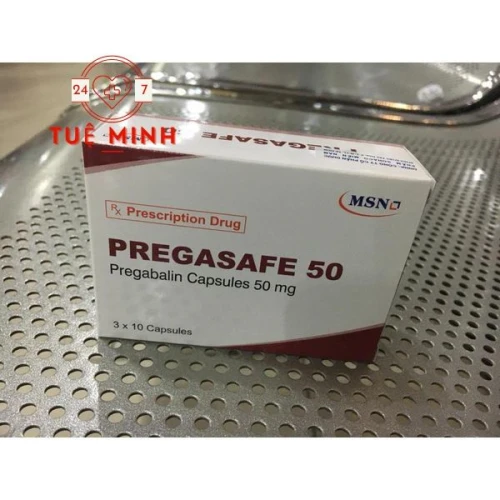 24 7
TUỆ MINH
PREGASAFE
Rx Prescription Drug
MSN
PREGASAFE 50
Pregabalin Capsules 50 mg
3 x 10 Capsules